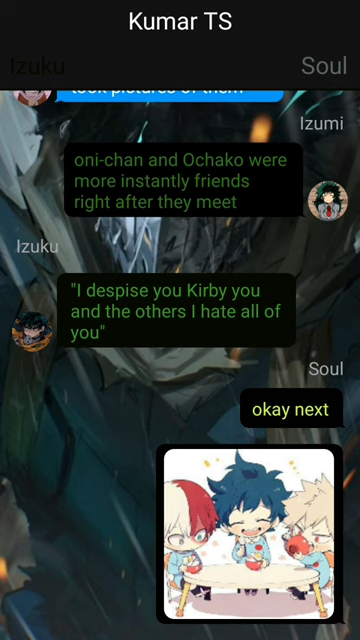 Kumar TS
Izuku
Soul
took pictures of them
Izumi
oni-chan and Ochako were
more instantly friends
right after they meet
Izuku
"I despise you Kirby you
and the others I hate all of
you"
Soul
okay next